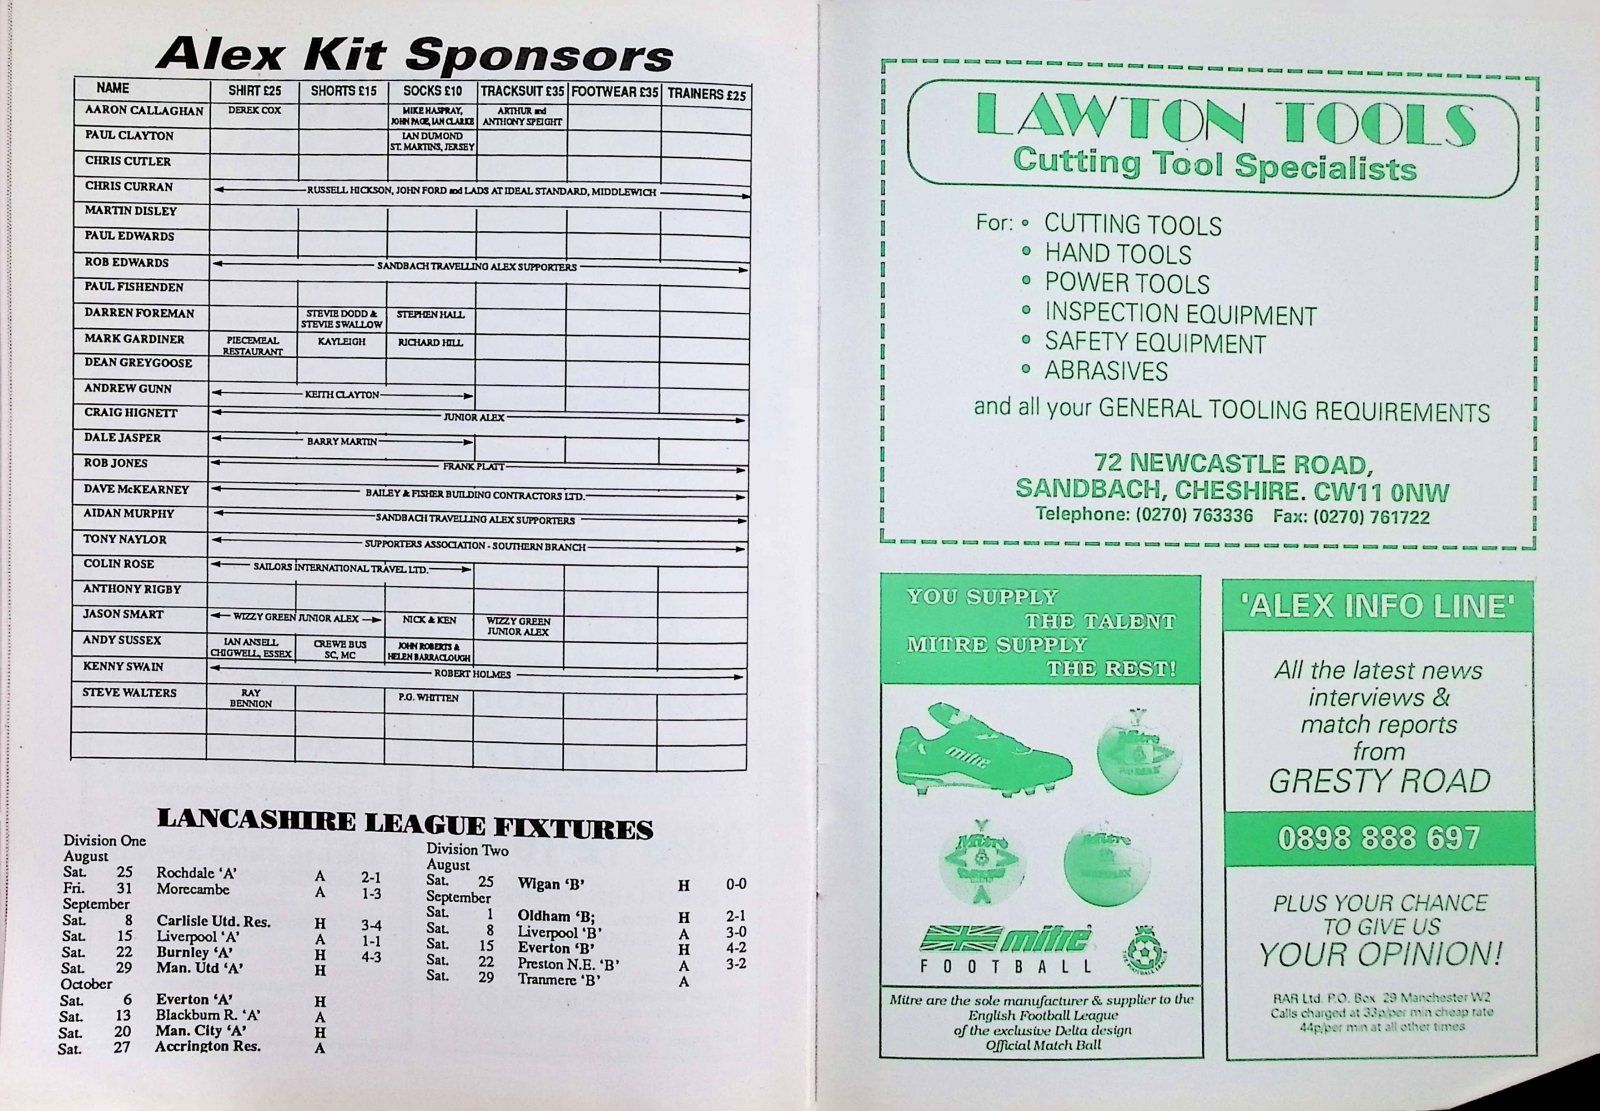 Alex Kit Sponsors
NAME SHIRT £25 SHORTS £15 SOCKS £10 TRACKSUIT £35 FOOTWEAR £35 TRAINERS £25
AARON CALLAGHAN DEREK COX MIKE HASPRAY, JOHN PAGE, IAN CLARKE ARTHUR and ANTHONY SPEIGHT
PAUL CLAYTON IAN DUMOND ST. MARTINS, JERSEY
CHRIS CUTLER
CHRIS CURRAN RUSSELL HICKSON, JOHN FORD and LADS AT IDEAL STANDARD, MIDDLEWICH
MARTIN DISLEY
PAUL EDWARDS
ROB EDWARDS SANDBACH TRAVELLING ALEX SUPPORTERS
PAUL FISHENDEN
DARREN FOREMAN STEVIE DODD & STEVIE SWALLOW STEPHEN HALL
MARK GARDINER PIECEMEAL RESTAURANT KAYLEIGH RICHARD HILL
DEAN GREYGOOSE
ANDREW GUNN KEITH CLAYTON
CRAIG HIGNETT JUNIOR ALEX
DALE JASPER BARRY MARTIN
ROB JONES FRANK PLATT
DAVE McKEARNEY BAILEY & FISHER BUILDING CONTRACTORS LTD.
AIDAN MURPHY SANDBACH TRAVELLING ALEX SUPPORTERS
TONY NAYLOR SUPPORTERS ASSOCIATION - SOUTHERN BRANCH
COLIN ROSE SAILORS INTERNATIONAL TRAVEL LTD.
ANTHONY RIGBY
JASON SMART WIZZY GREEN JUNIOR ALEX NICK & KEN WIZZY GREEN JUNIOR ALEX
ANDY SUSSEX IAN ANSELL CHIGWELL, ESSEX CREWE BUS SC, MC JOHN ROBERTS & HELEN BARRACLOUGH
KENNY SWAIN ROBERT HOLMES
STEVE WALTERS RAY BENNION P.G. WHITTEN
LANCASHIRE LEAGUE FIXTURES
Division One
August
Sat. 25 Rochdale ‘A’ A 2-1
Fri. 31 Morecambe A 1-3
September
Sat. 8 Carlisle Utd. Res. H 3-4
Sat. 15 Liverpool ‘A’ A 1-1
Sat. 22 Burnley ‘A’ H 4-3
Sat. 29 Man. Utd ‘A’ H
October
Sat. 6 Everton ‘A’ H
Sat. 13 Blackburn R. ‘A’ A
Sat. 20 Man. City ‘A’ H
Sat. 27 Accrington Res. A
Division Two
August
Sat. 25 Wigan ‘B’ H 0-0
September
Sat. 1 Oldham ‘B; H 2-1
Sat. 8 Liverpool ‘B’ A 3-0
Sat. 15 Everton ‘B’ H 4-2
Sat. 22 Preston N.E. ‘B’ A 3-2
Sat. 29 Tranmere ‘B’ A
LAWTON TOOLS
Cutting Tool Specialists
For: • CUTTING TOOLS
• HAND TOOLS
• POWER TOOLS
• INSPECTION EQUIPMENT
• SAFETY EQUIPMENT
• ABRASIVES
and all your GENERAL TOOLING REQUIREMENTS
72 NEWCASTLE ROAD,
SANDBACH, CHESHIRE. CW11 0NW
Telephone: (0270) 763336 Fax: (0270) 761722
YOU SUPPLY
THE TALENT
MITRE SUPPLY
THE REST!
mitre
Mitre
Mitre
Mitre
mitre
FOOTBALL
Mitre are the sole manufacturer & supplier to the
English Football League
of the exclusive Delta design
Official Match Ball
'ALEX INFO LINE'
All the latest news
interviews &
match reports
from
GRESTY ROAD
0898 888 697
PLUS YOUR CHANCE
TO GIVE US
YOUR OPINION!
RAR Ltd. P.O. Box 29 Manchester W2
Calls charged at 33p/per min cheap rate
44p/per min at all other times